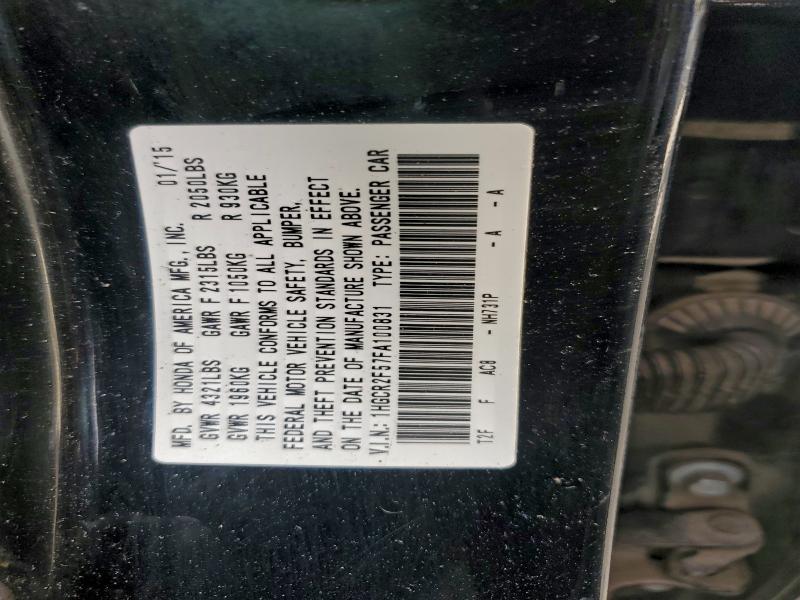 MFD. BY HONDA OF AMERICA MFG., INC. 01/15
GVWR 4321LBS GAWR F 2315LBS R 2050LBS
GVWR 1960KG GAWR F 1050KG R 930KG
THIS VEHICLE CONFORMS TO ALL APPLICABLE
FEDERAL MOTOR VEHICLE SAFETY, BUMPER,
AND THEFT PREVENTION STANDARDS IN EFFECT
ON THE DATE OF MANUFACTURE SHOWN ABOVE.
V.I.N.: 1HGCR2F57FA100831 TYPE: PASSENGER CAR
T2F F AC8 - NH731P - A - A